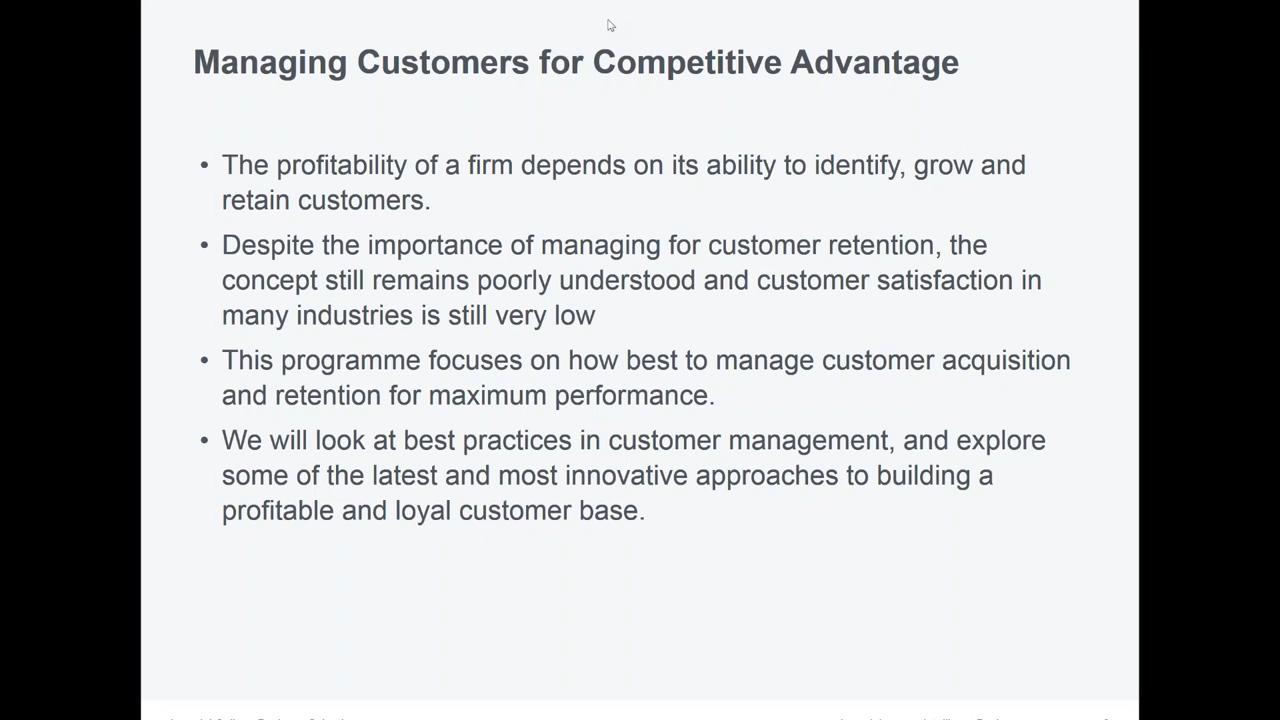 Managing Customers for Competitive Advantage
• The profitability of a firm depends on its ability to identify, grow and
retain customers.
• Despite the importance of managing for customer retention, the
concept still remains poorly understood and customer satisfaction in
many industries is still very low
• This programme focuses on how best to manage customer acquisition
and retention for maximum performance.
• We will look at best practices in customer management, and explore
some of the latest and most innovative approaches to building a
profitable and loyal customer base.